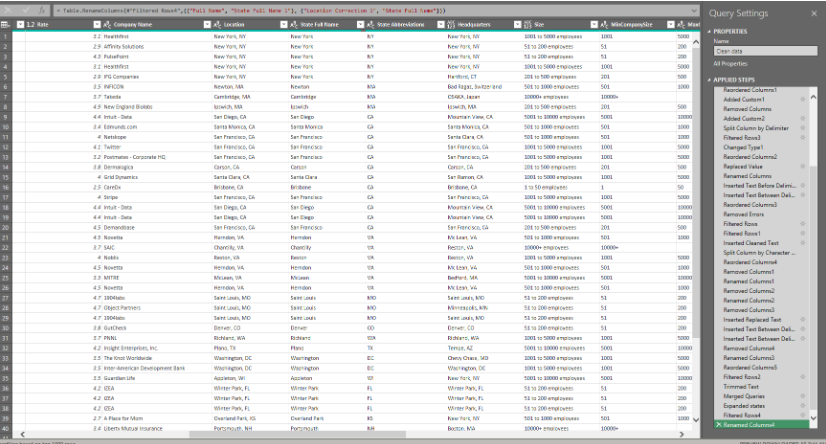 = Table.RenameColumns(#"Filtered Rows4",{{"Full Name", "State Full Name 1"}, {"Location Correction 2", "State Full Name"}})
1.2 Rate Company Name Location State Full Name State Abbreviations Headquarters Size MinCompanySize
1 3.1 Healthfirst New York, NY New York NY New York, NY 1001 to 5000 employees 1001 5000
2 2.9 Affinity Solutions New York, NY New York NY New York, NY 51 to 200 employees 51 200
3 4.5 PulsePoint New York, NY New York NY New York, NY 51 to 200 employees 51 200
4 3.1 Healthfirst New York, NY New York NY New York, NY 1001 to 5000 employees 1001 5000
5 2.8 IPG Companies New York, NY New York NY Hartford, CT 201 to 500 employees 201 500
6 3.5 INFICON Newton, MA Newton MA Bad Ragaz, Switzerland 501 to 1000 employees 501 1000
7 3.7 Takeda Cambridge, MA Cambridge MA OSAKA, Japan 10000+ employees 10000+
8 4.3 New England Biolabs Ipswich, MA Ipswich MA Ipswich, MA 201 to 500 employees 201 500
9 4.4 Intuit - Data San Diego, CA San Diego CA Mountain View, CA 5001 to 10000 employees 5001 10000
10 3.4 Edmunds.com Santa Monica, CA Santa Monica CA Santa Monica, CA 501 to 1000 employees 501 1000
11 4 Netskope San Francisco, CA San Francisco CA Santa Clara, CA 501 to 1000 employees 501 1000
12 4.1 Twitter San Francisco, CA San Francisco CA San Francisco, CA 1001 to 5000 employees 1001 5000
13 3.2 Postmates - Corporate HQ San Francisco, CA San Francisco CA San Francisco, CA 1001 to 5000 employees 1001 5000
14 3.8 Dermalogica Carson, CA Carson CA Carson, CA 201 to 500 employees 201 500
15 4 Grid Dynamics Santa Clara, CA Santa Clara CA San Ramon, CA 1001 to 5000 employees 1001 5000
16 2.5 CareDx Brisbane, CA Brisbane CA Brisbane, CA 1 to 50 employees 1 50
17 4 Stripe San Francisco, CA San Francisco CA San Francisco, CA 1001 to 5000 employees 1001 5000
18 4.4 Intuit - Data San Diego, CA San Diego CA Mountain View, CA 5001 to 10000 employees 5001 10000
19 4.4 Intuit - Data San Diego, CA San Diego CA Mountain View, CA 5001 to 10000 employees 5001 10000
20 4.5 Demandbase San Francisco, CA San Francisco CA San Francisco, CA 201 to 500 employees 201 500
21 4.5 Novetta Herndon, VA Herndon VA McLean, VA 501 to 1000 employees 501 1000
22 3.7 SAIC Chantilly, VA Chantilly VA Reston, VA 10000+ employees 10000+
23 4 Noblis Reston, VA Reston VA Reston, VA 1001 to 5000 employees 1001 5000
24 4.5 Novetta Herndon, VA Herndon VA McLean, VA 501 to 1000 employees 501 1000
25 3.3 MITRE McLean, VA McLean VA Bedford, MA 5001 to 10000 employees 5001 10000
26 4.5 Novetta Herndon, VA Herndon VA McLean, VA 501 to 1000 employees 501 1000
27 4.7 1904labs Saint Louis, MO Saint Louis MO Saint Louis, MO 51 to 200 employees 51 200
28 4.7 Object Partners Saint Louis, MO Saint Louis MO Minneapolis, MN 51 to 200 employees 51 200
29 4.7 1904labs Saint Louis, MO Saint Louis MO Saint Louis, MO 51 to 200 employees 51 200
30 3.8 GutCheck Denver, CO Denver CO Denver, CO 51 to 200 employees 51 200
31 3.7 PNNL Richland, WA Richland WA Richland, WA 1001 to 5000 employees 1001 5000
32 4.2 Insight Enterprises, Inc. Plano, TX Plano TX Tempe, AZ 5001 to 10000 employees 5001 10000
33 3.5 The Knot Worldwide Washington, DC Washington DC Chevy Chase, MD 1001 to 5000 employees 1001 5000
34 3.3 Inter-American Development Bank Washington, DC Washington DC Washington, DC 1001 to 5000 employees 1001 5000
35 3.5 Guardian Life Appleton, WI Appleton WI New York, NY 5001 to 10000 employees 5001 10000
36 4.2 IZEA Winter Park, FL Winter Park FL Winter Park, FL 51 to 200 employees 51 200
37 4.2 IZEA Winter Park, FL Winter Park FL Winter Park, FL 51 to 200 employees 51 200
38 4.2 IZEA Winter Park, FL Winter Park FL Winter Park, FL 51 to 200 employees 51 200
39 2.7 A Place for Mom Overland Park, KS Overland Park KS New York, NY 501 to 1000 employees 501 1000
40 3.4 Liberty Mutual Insurance Portsmouth, NH Portsmouth NH Boston, MA 10000+ employees 10000+
Query Settings
PROPERTIES
Name
Clean data
All Properties
APPLIED STEPS
Reordered Columns1
Added Custom1
Removed Columns
Added Custom2
Split Column by Delimiter
Filtered Rows3
Changed Type1
Reordered Columns2
Replaced Value
Renamed Columns
Inserted Text Before Delimi...
Inserted Text Between Deli...
Reordered Columns3
Removed Errors
Filtered Rows
Filtered Rows1
Inserted Cleaned Text
Split Column by Character ...
Reordered Columns4
Removed Columns1
Renamed Columns1
Removed Columns2
Renamed Columns2
Removed Columns3
Inserted Replaced Text
Inserted Text Between Deli...
Inserted Text Between Deli...
Removed Columns4
Renamed Columns3
Removed Columns5
Filtered Rows2
Trimmed Text
Merged Queries
Expanded states
Filtered Rows4
Renamed Columns4